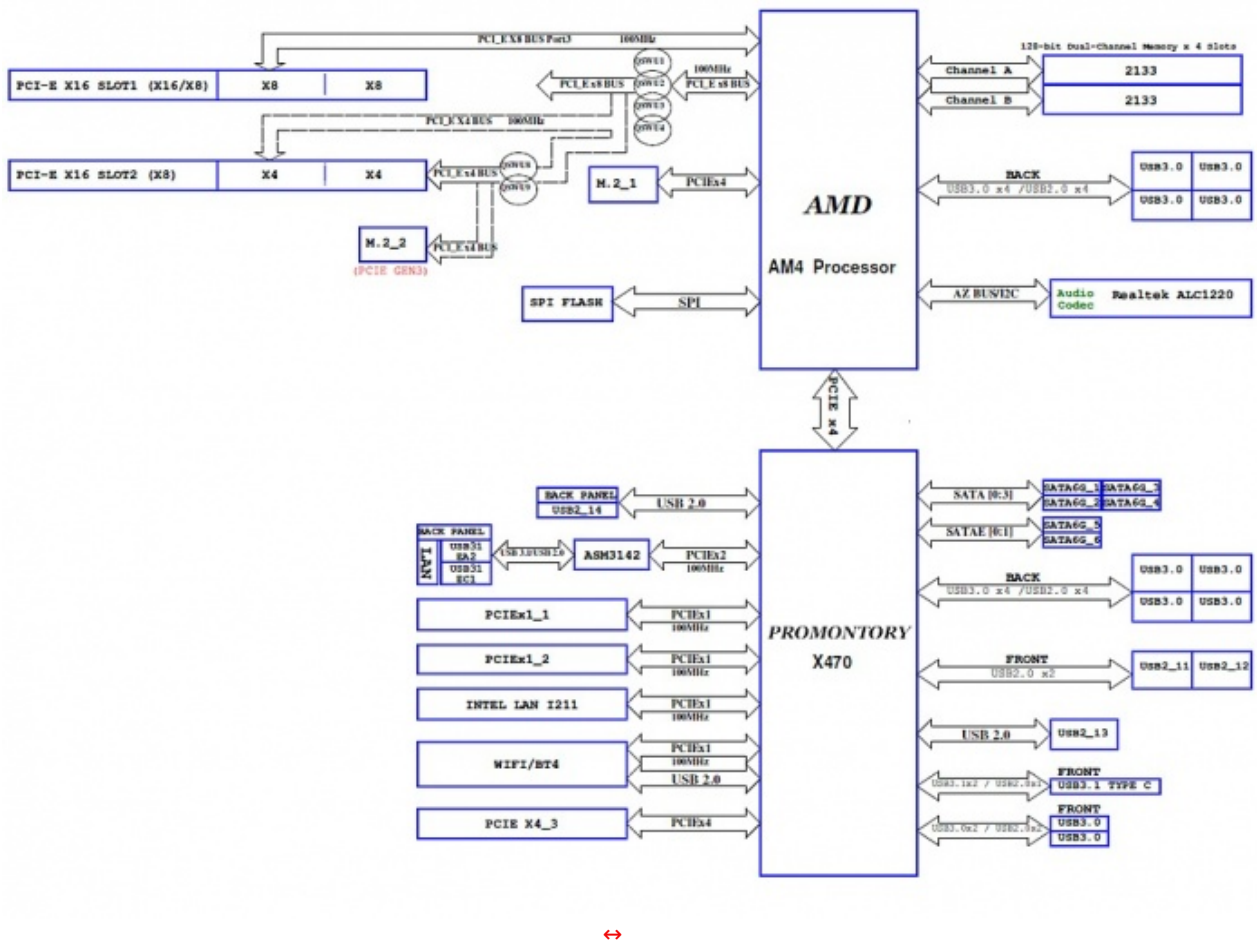 PCI_E X8 BUS Port3 100MHz
128-bit Dual-Channel Memory x 4 Slots
QSWU1
QSWU2
QSWU3
QSWU4
100MHz
PCI_E x8 BUS
PCI_E x8 BUS
Channel A
2133
Channel B
2133
PCI-E X16 SLOT1 (X16/X8)
X8
X8
PCI_E X4 BUS 100MHz
PCI-E X16 SLOT2 (X8)
X4
X4
PCI_E x4 BUS
M.2_1
PCIEx4
AMD
AM4 Processor
BACK
USB3.0 x4 /USB2.0 x4
USB3.0 USB3.0
USB3.0 USB3.0
M.2_2
(PCIE GEN3)
PCI_E x4 BUS
SPI FLASH
SPI
AZ BUS/I2C
Audio
Codec
Realtek ALC1220
PCIE x4
BACK PANEL
USB2_14
USB 2.0
SATA [0:3]
SATA6G_1 SATA6G_3
SATA6G_2 SATA6G_4
BACK PANEL
LAN
USB31
EA2
USB31
EC1
USB 3.1/USB 2.0
ASM3142
PCIEx2
100MHz
SATAE [0:1]
SATA6G_5
SATA6G_6
BACK
USB3.0 x4 /USB2.0 x4
USB3.0 USB3.0
USB3.0 USB3.0
PCIEx1_1
PCIEx1
100MHz
PROMONTORY
X470
PCIEx1_2
PCIEx1
100MHz
FRONT
USB2.0 x2
USB2_11 USB2_12
INTEL LAN I211
PCIEx1
100MHz
USB 2.0
USB2_13
WIFI/BT4
PCIEx1
100MHz
USB 2.0
FRONT
USB3.1x2 / USB2.0x1
USB3.1 TYPE C
PCIE X4_3
PCIEx4
FRONT
USB3.0x2 / USB2.0x2
USB3.0
USB3.0